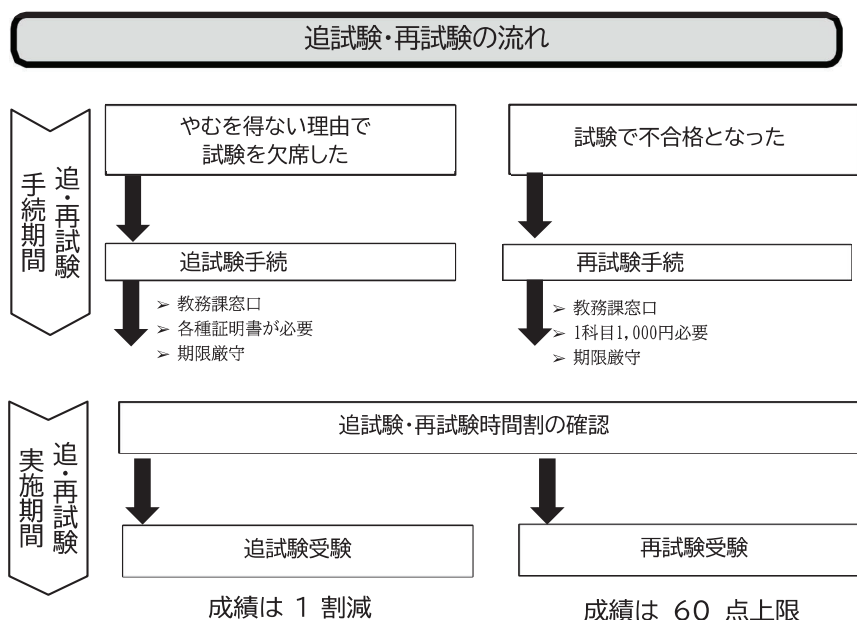 追試験・再試験の流れ
追・再試験
手続期間
やむを得ない理由で
試験を欠席した
試験で不合格となった
追試験手続
再試験手続
➢ 教務課窓口
➢ 各種証明書が必要
➢ 期限厳守
➢ 教務課窓口
➢ 1科目1,000円必要
➢ 期限厳守
追・再試験
実施期間
追試験・再試験時間割の確認
追試験受験
再試験受験
成績は 1 割減
成績は 60 点上限